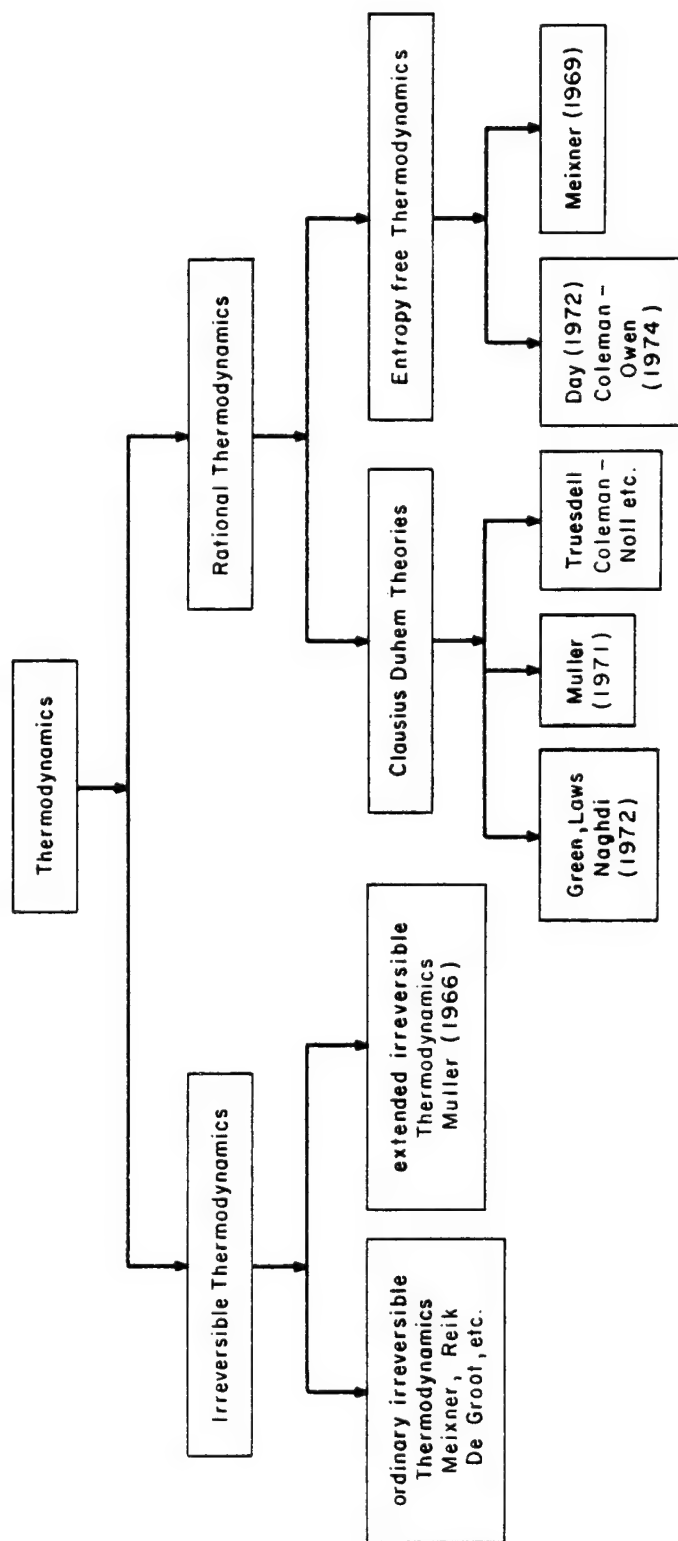 Thermodynamics
Irreversible Thermodynamics
Rational Thermodynamics
ordinary irreversible
Thermodynamics
Meixner, Reik
De Groot, etc.
extended irreversible
Thermodynamics
Muller (1966)
Clausius Duhem Theories
Entropy free Thermodynamics
Green, Laws
Naghdi
(1972)
Muller
(1971)
Truesdell
Coleman-
Noll etc.
Day (1972)
Coleman-
Owen
(1974)
Meixner (1969)